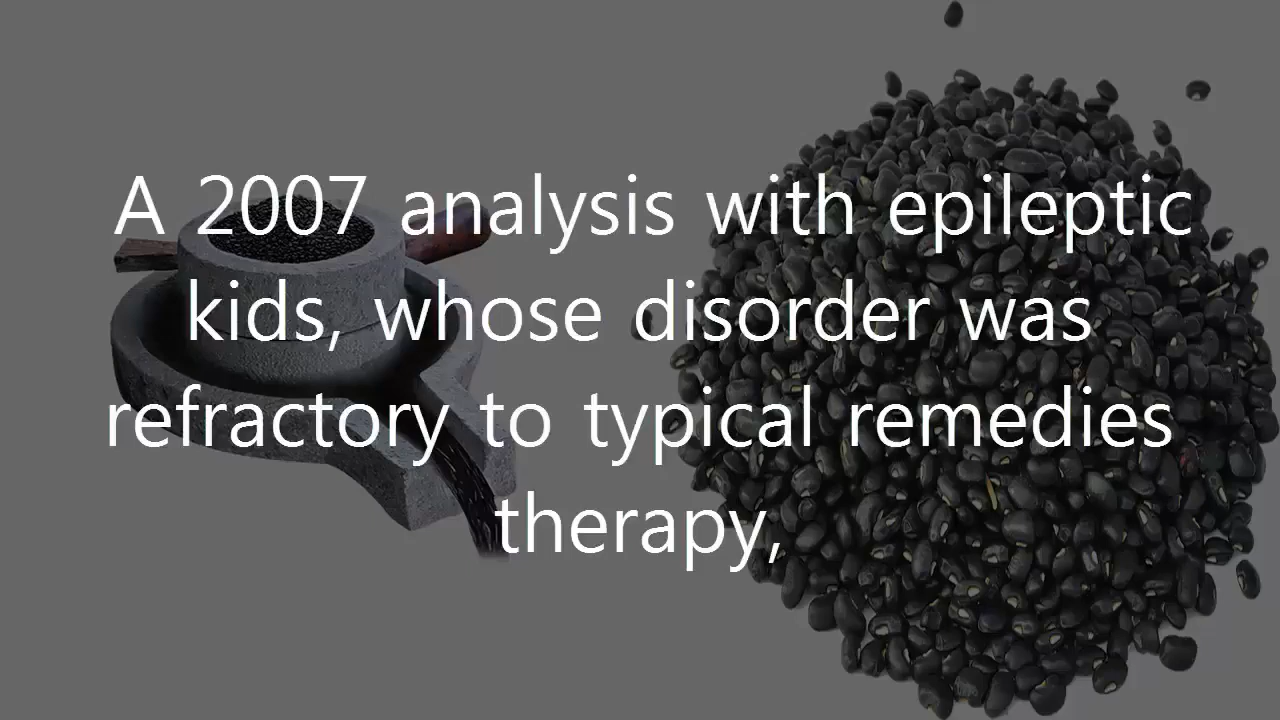 A 2007 analysis with epileptic
kids, whose disorder was
refractory to typical remedies
therapy,